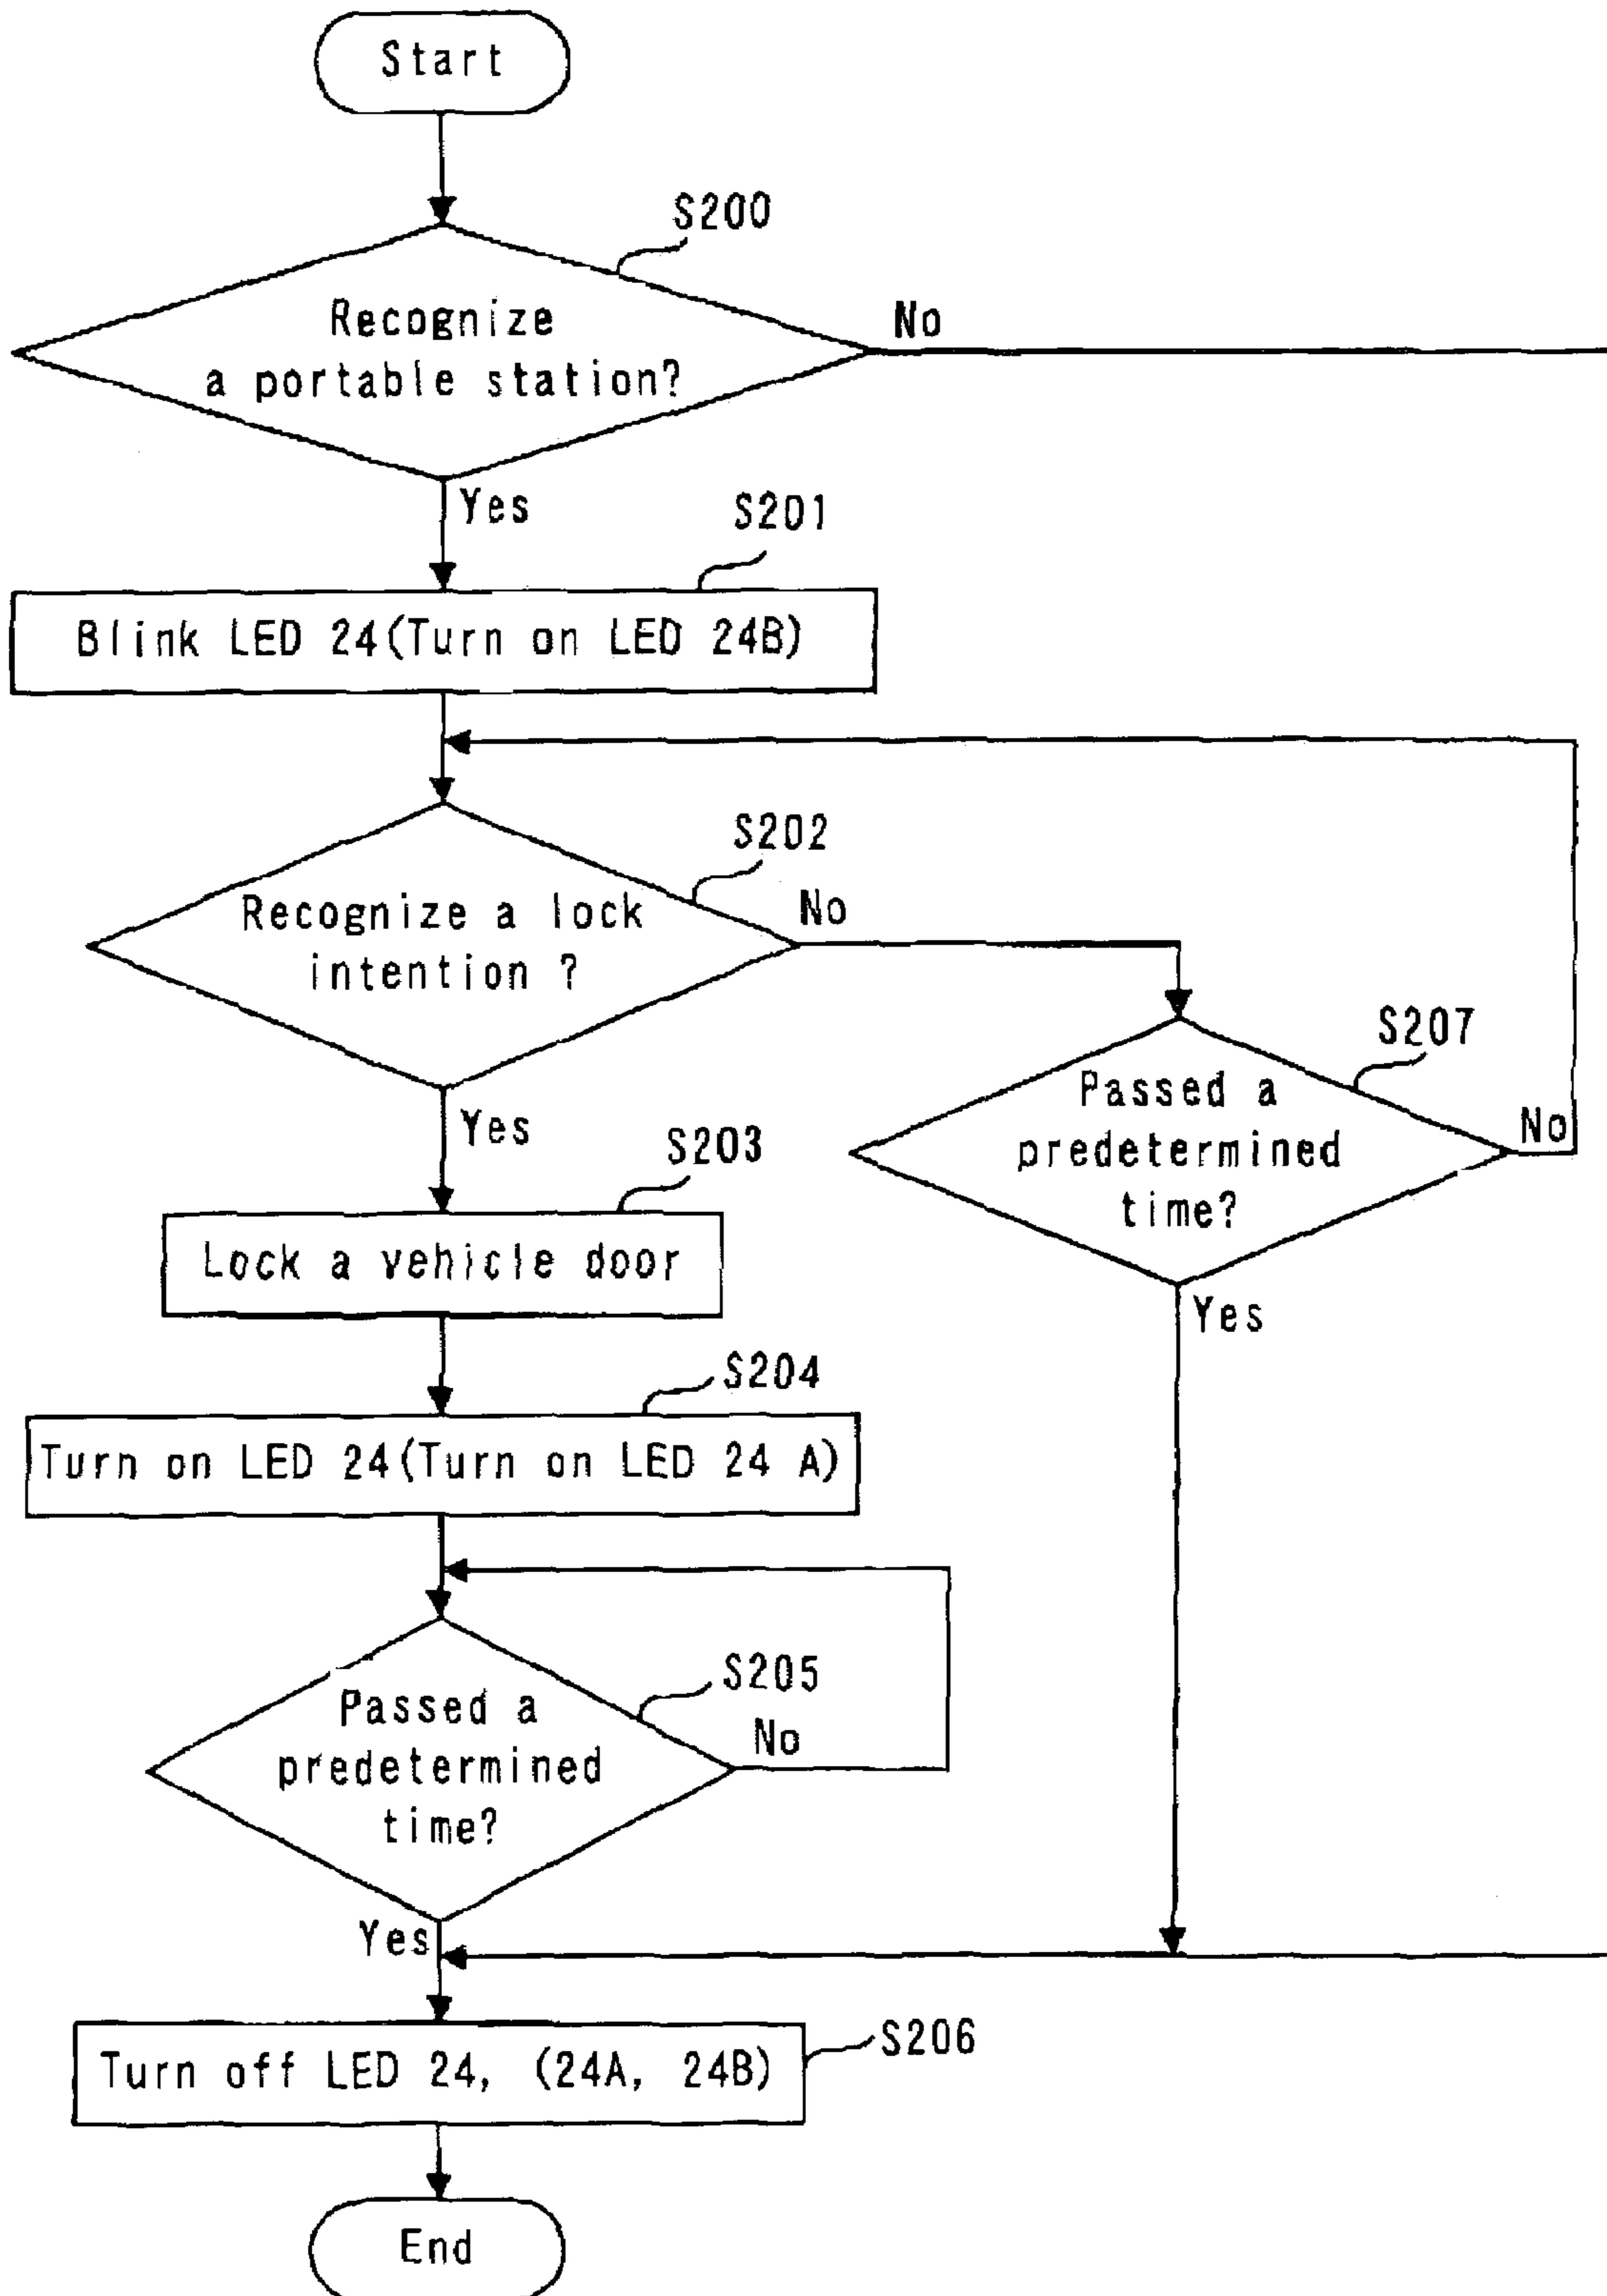 Start
S200
Recognize
a portable station?
No
Yes
S201
Blink LED 24(Turn on LED 24B)
S202
Recognize a lock
intention ?
No
S207
Passed a
predetermined
time?
No
Yes
Yes
S203
Lock a vehicle door
S204
Turn on LED 24(Turn on LED 24 A)
S205
Passed a
predetermined
time?
No
Yes
S206
Turn off LED 24, (24A, 24B)
End